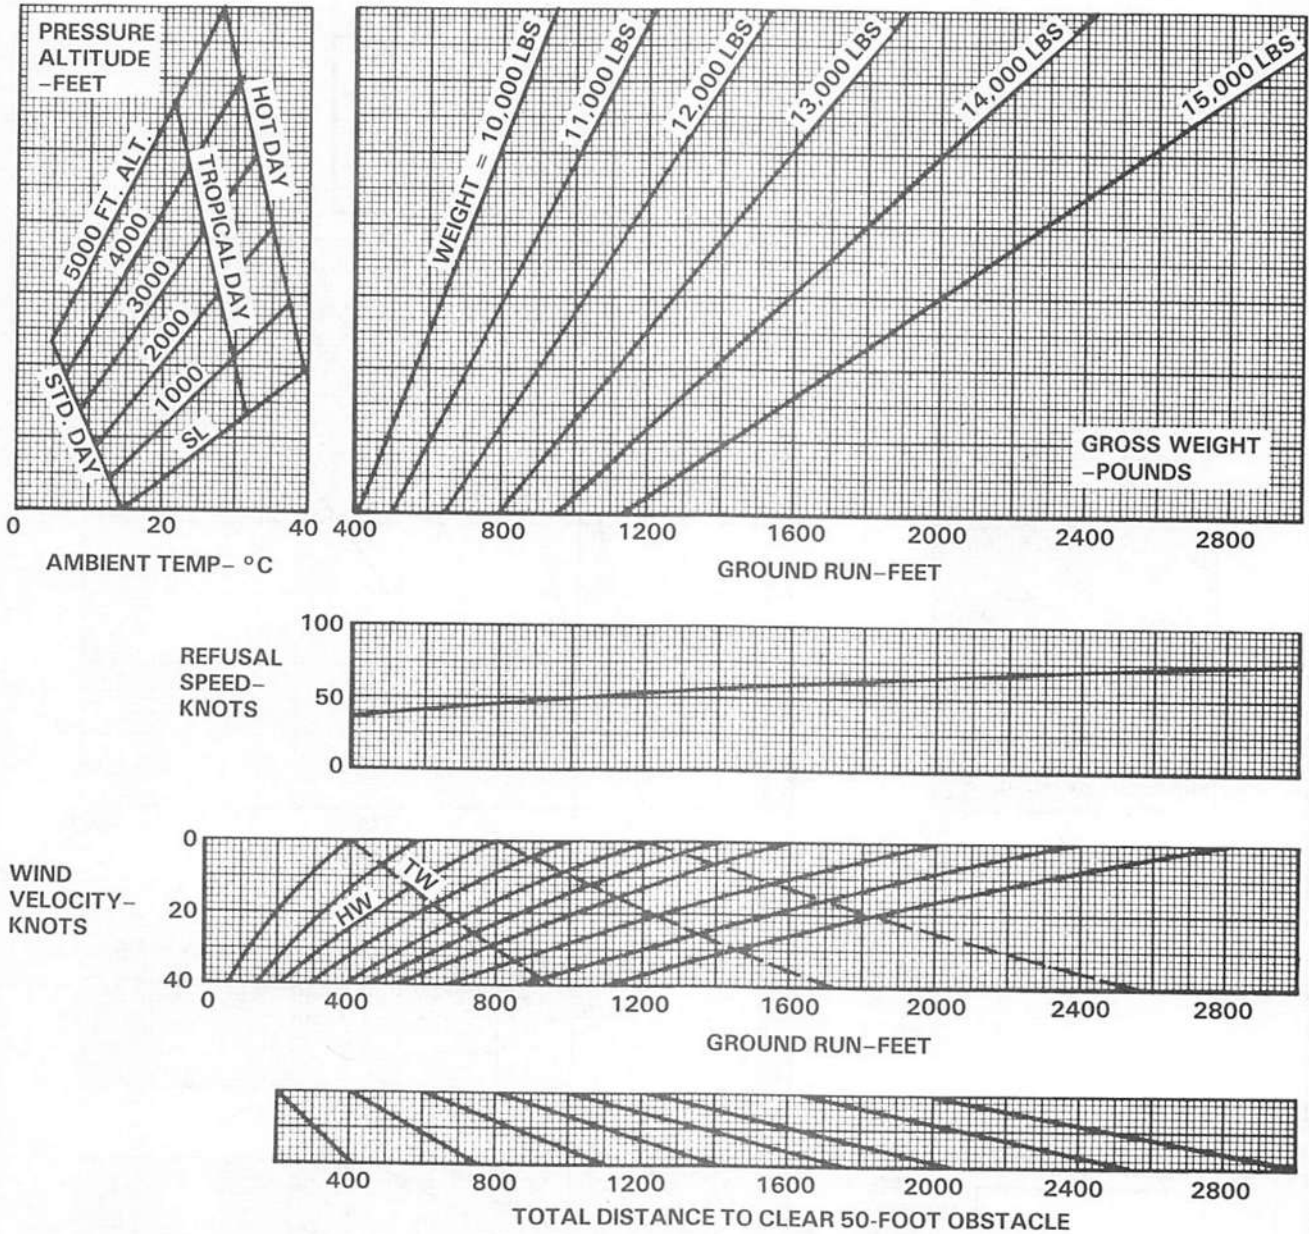 PRESSURE
ALTITUDE
–FEET
5000 FT. ALT.
4000
3000
2000
1000
SL
STD. DAY
TROPICAL DAY
HOT DAY
0
20
40
AMBIENT TEMP– °C
WEIGHT = 10,000 LBS
11,000 LBS
12,000 LBS
13,000 LBS
14,000 LBS
15,000 LBS
GROSS WEIGHT
–POUNDS
400
800
1200
1600
2000
2400
2800
GROUND RUN–FEET
REFUSAL
SPEED–
KNOTS
100
50
0
WIND
VELOCITY–
KNOTS
0
20
40
HW
TW
0
400
800
1200
1600
2000
2400
2800
GROUND RUN–FEET
400
800
1200
1600
2000
2400
2800
TOTAL DISTANCE TO CLEAR 50-FOOT OBSTACLE